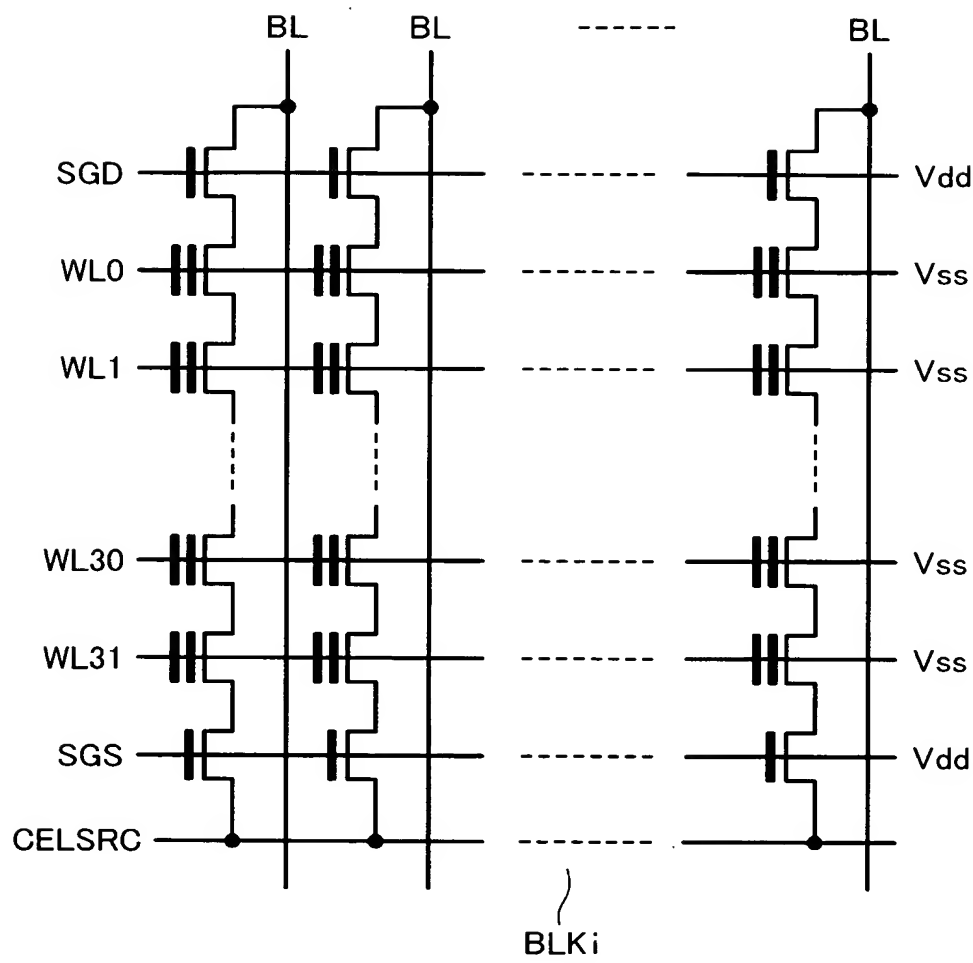 BL BL BL
SGD Vdd
WL0 Vss
WL1 Vss
WL30 Vss
WL31 Vss
SGS Vdd
CELSRC
BLKi